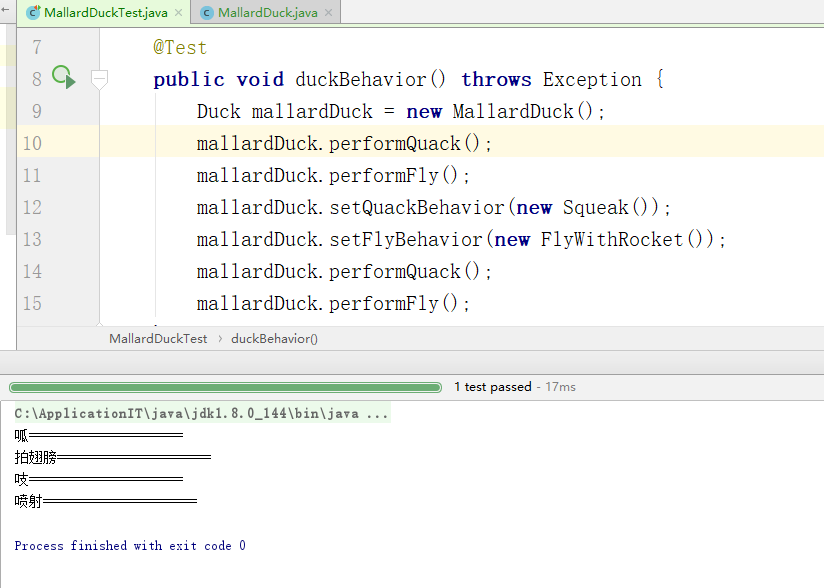 MallardDuckTest.java × MallardDuck.java ×
7 @Test
8 public void duckBehavior() throws Exception {
9 Duck mallardDuck = new MallardDuck();
10 mallardDuck.performQuack();
11 mallardDuck.performFly();
12 mallardDuck.setQuackBehavior(new Squeak());
13 mallardDuck.setFlyBehavior(new FlyWithRocket());
14 mallardDuck.performQuack();
15 mallardDuck.performFly();
MallardDuckTest › duckBehavior()
1 test passed - 17ms
C:\ApplicationIT\java\jdk1.8.0_144\bin\java ...
呱======================
拍翅膀======================
吱======================
喷射======================
Process finished with exit code 0